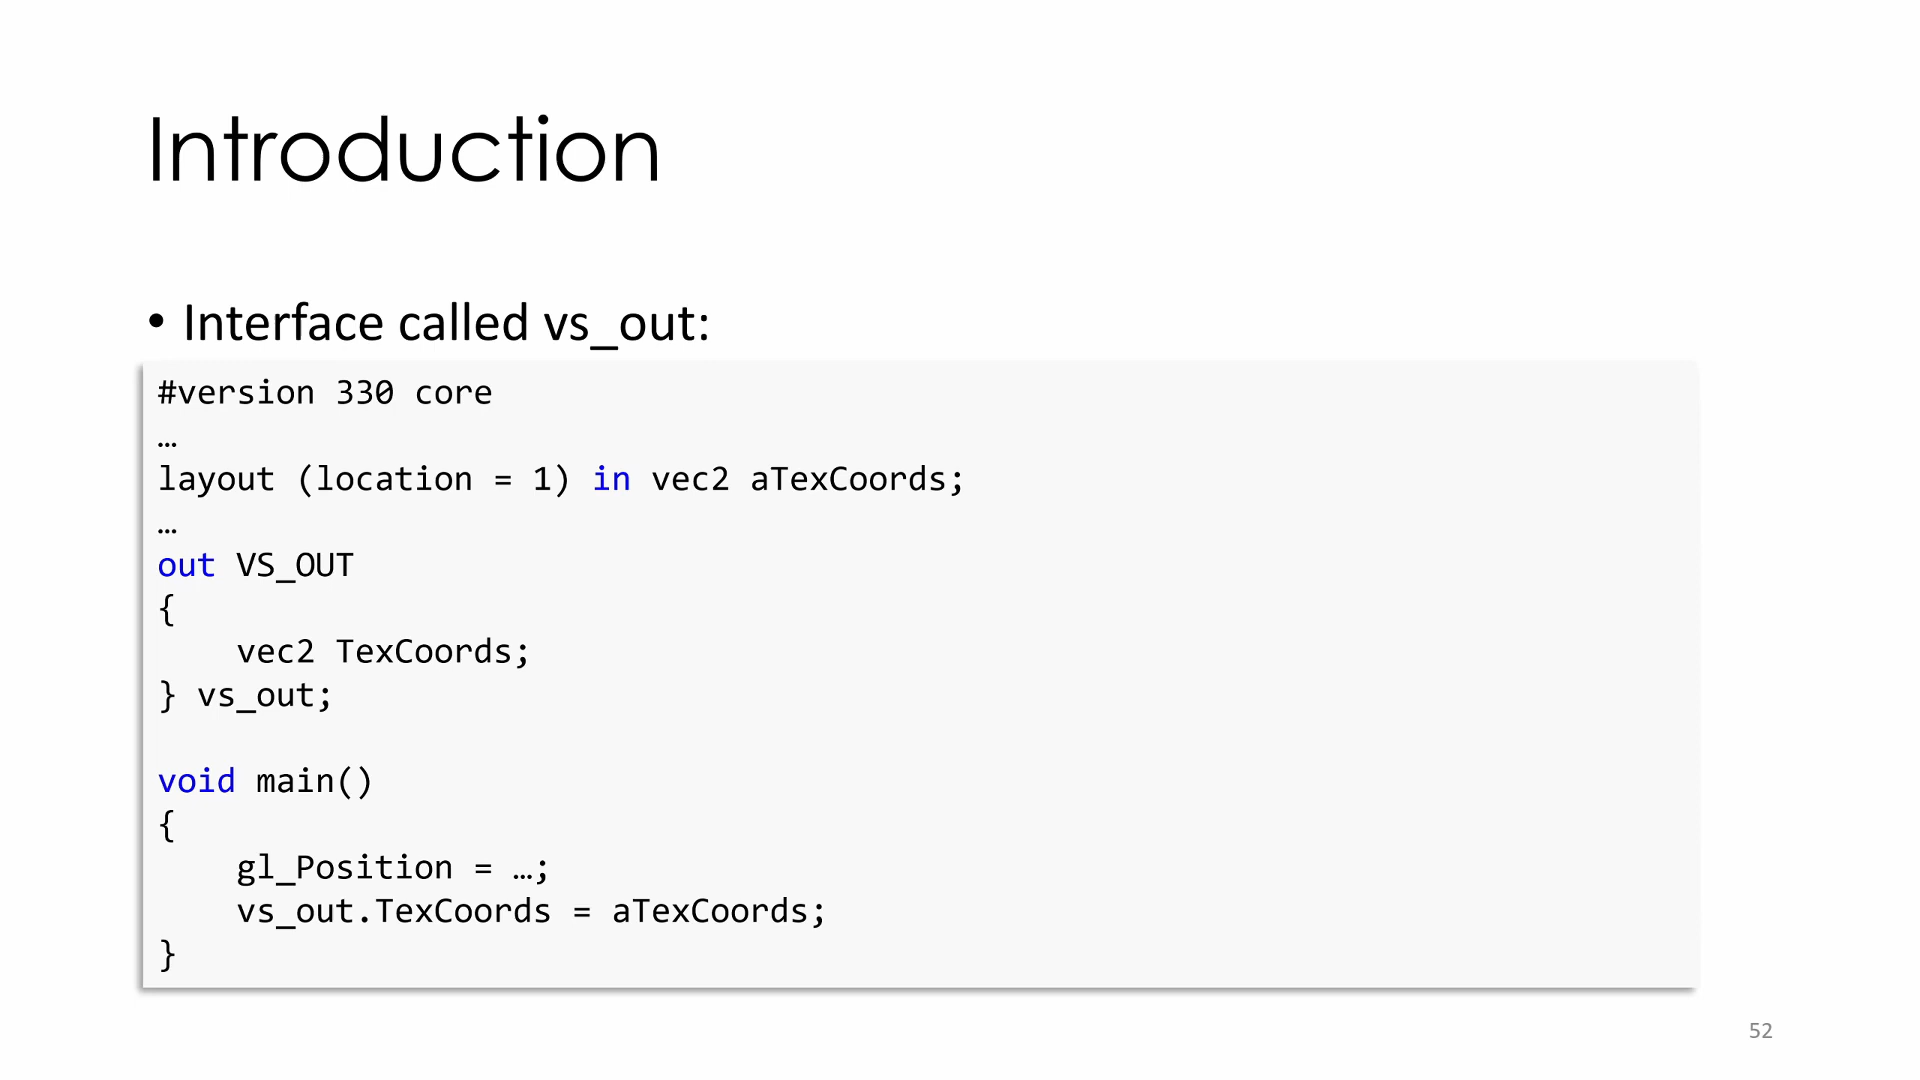 Introduction
• Interface called vs_out:
#version 330 core
…
layout (location = 1) in vec2 aTexCoords;
…
out VS_OUT
{
    vec2 TexCoords;
} vs_out;

void main()
{
    gl_Position = …;
    vs_out.TexCoords = aTexCoords;
}
52